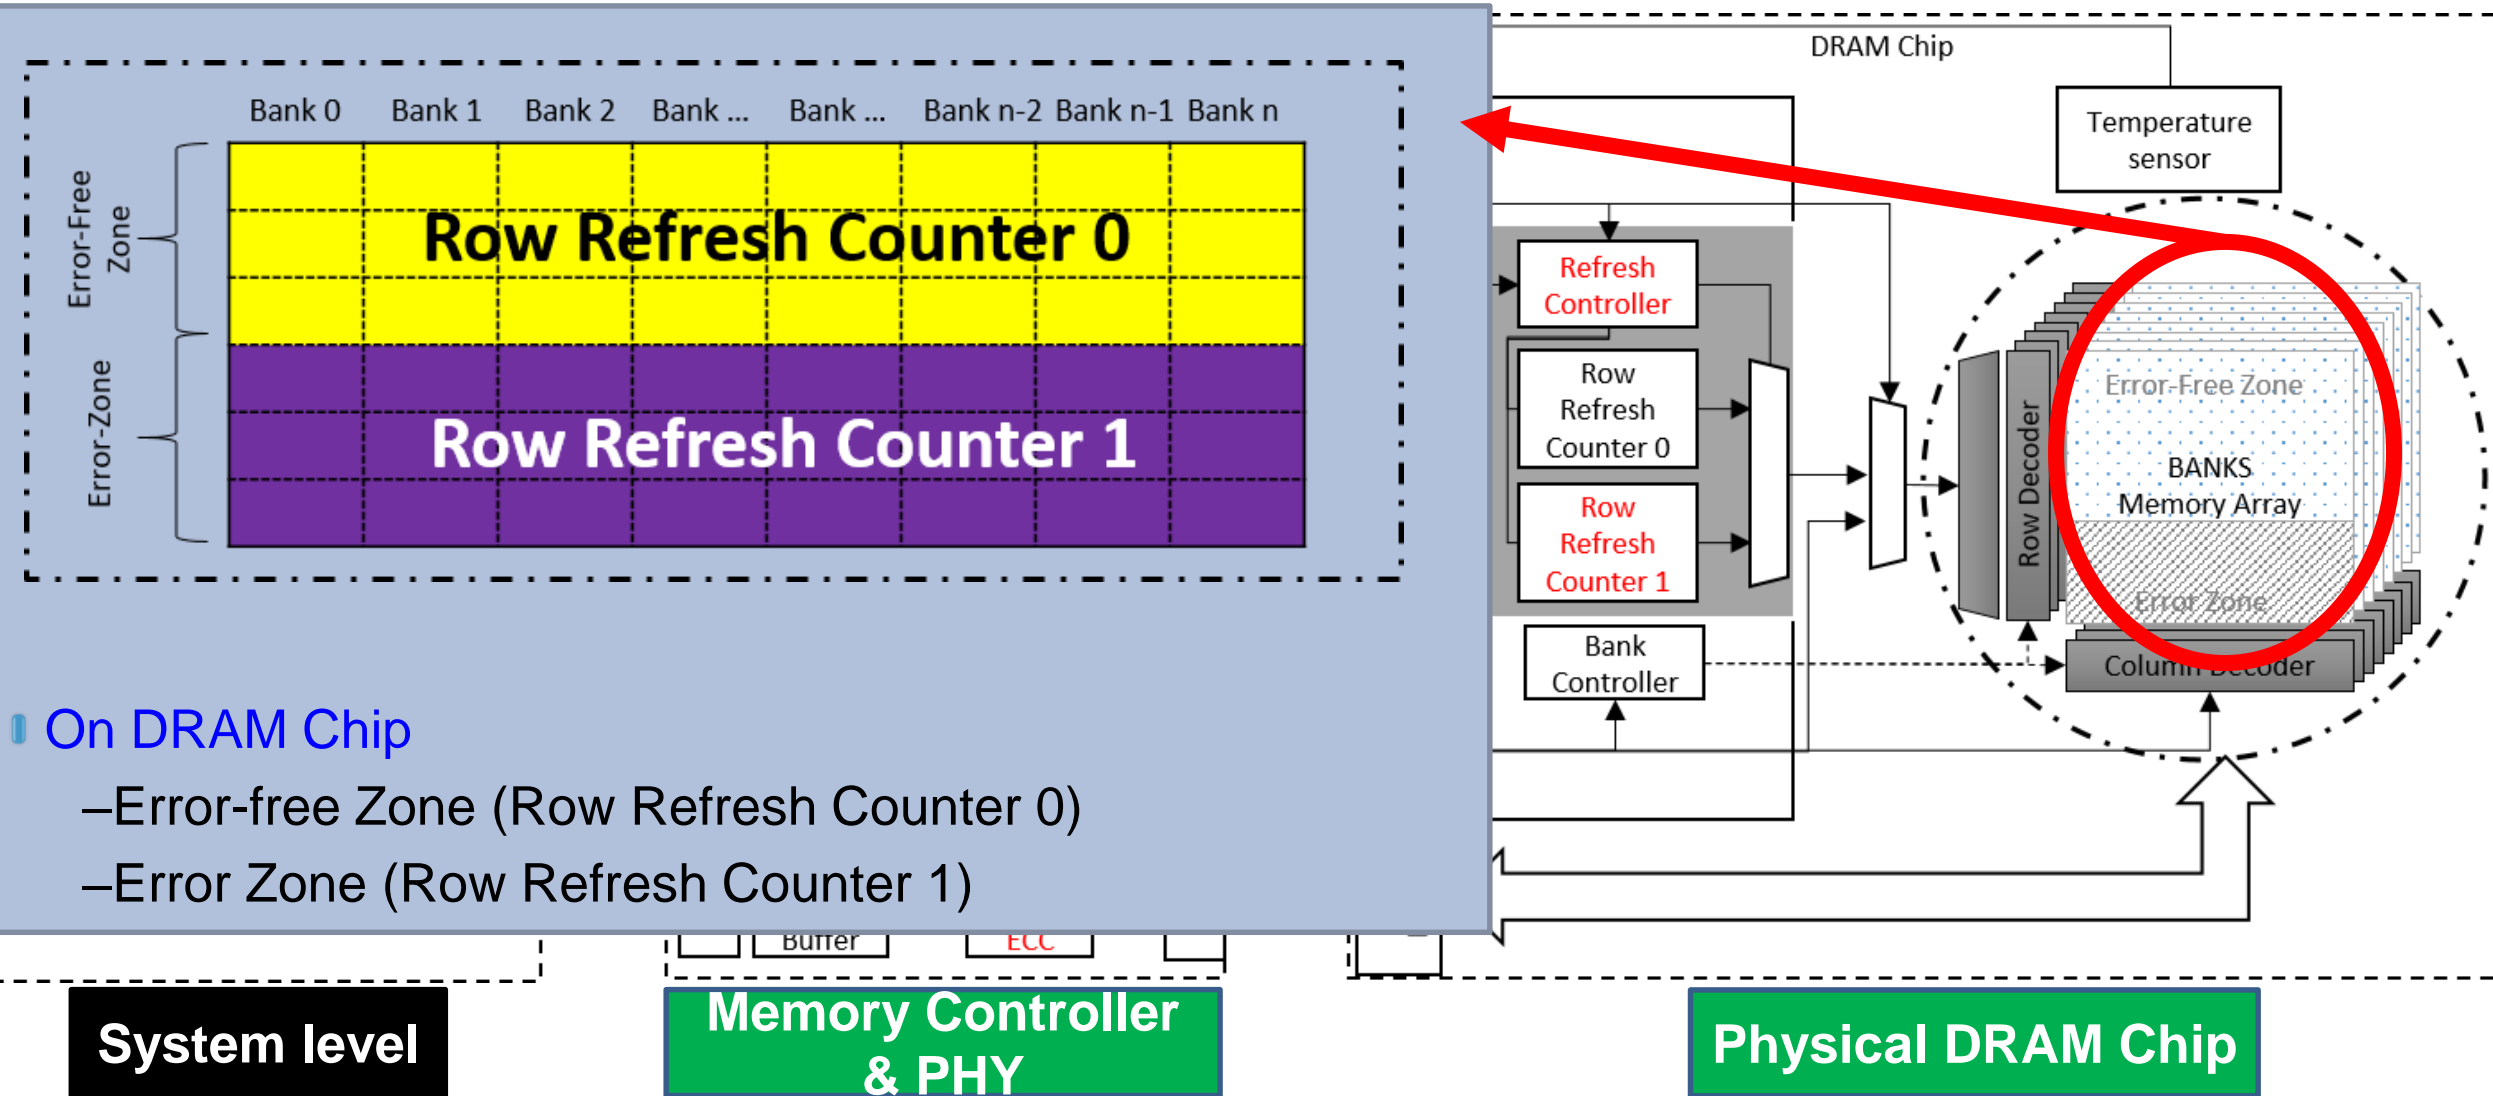 Bank 0 Bank 1 Bank 2 Bank ... Bank ... Bank n-2 Bank n-1 Bank n
Error-Free
Zone
Row Refresh Counter 0
Error-Zone
Row Refresh Counter 1
On DRAM Chip
–Error-free Zone (Row Refresh Counter 0)
–Error Zone (Row Refresh Counter 1)
DRAM Chip
Temperature
sensor
Refresh
Controller
Row
Refresh
Counter 0
Row
Refresh
Counter 1
Bank
Controller
Row Decoder
Error-Free Zone
BANKS
Memory Array
Error Zone
Column Decoder
Buffer
ECC
System level
Memory Controller
& PHY
Physical DRAM Chip